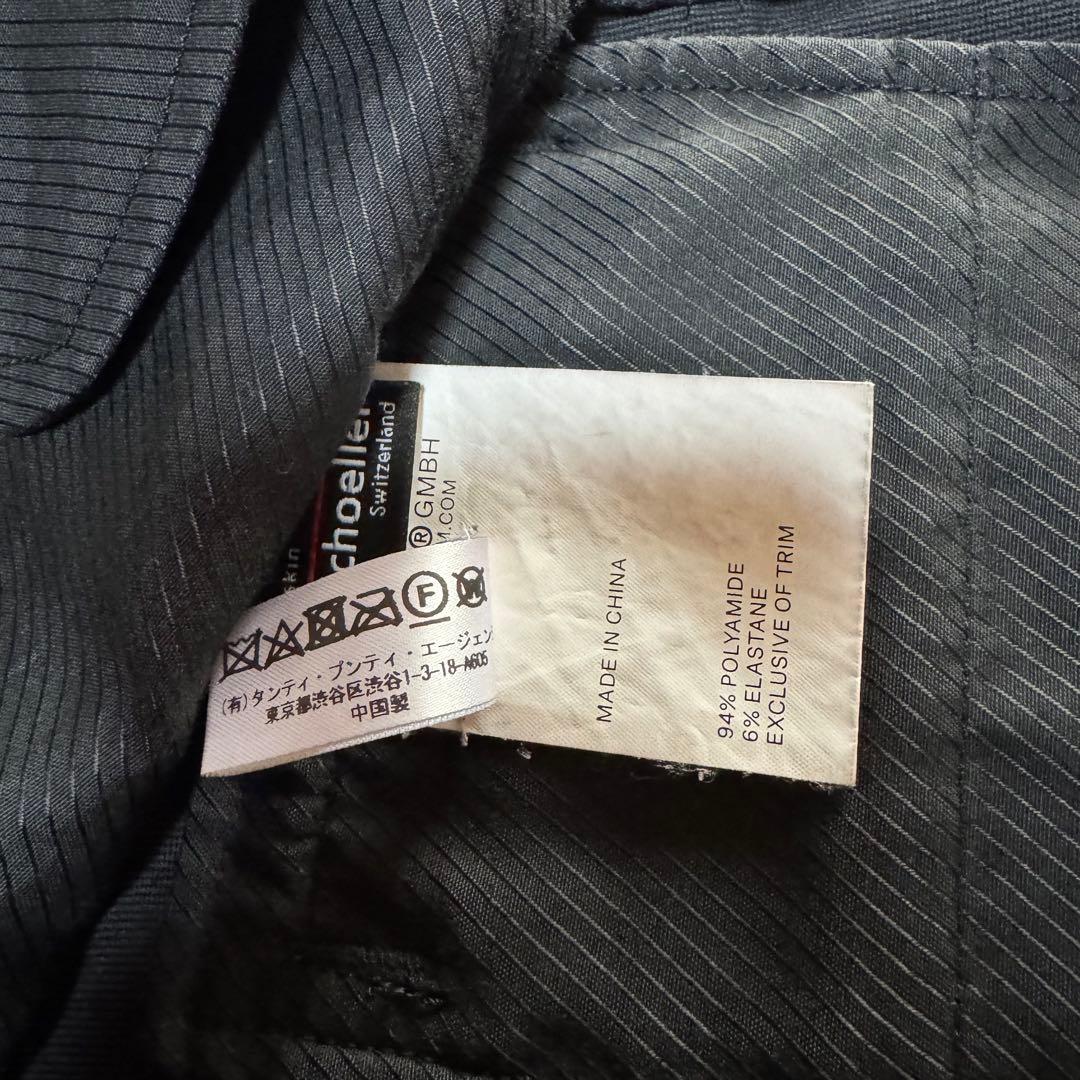 choeller
Switzerland
skin
® GMBH
M.COM
F
W
(有)タンティ・プンティ・エージェン
東京都渋谷区渋谷1-3-18-A605
中国製
MADE IN CHINA
94% POLYAMIDE
6% ELASTANE
EXCLUSIVE OF TRIM